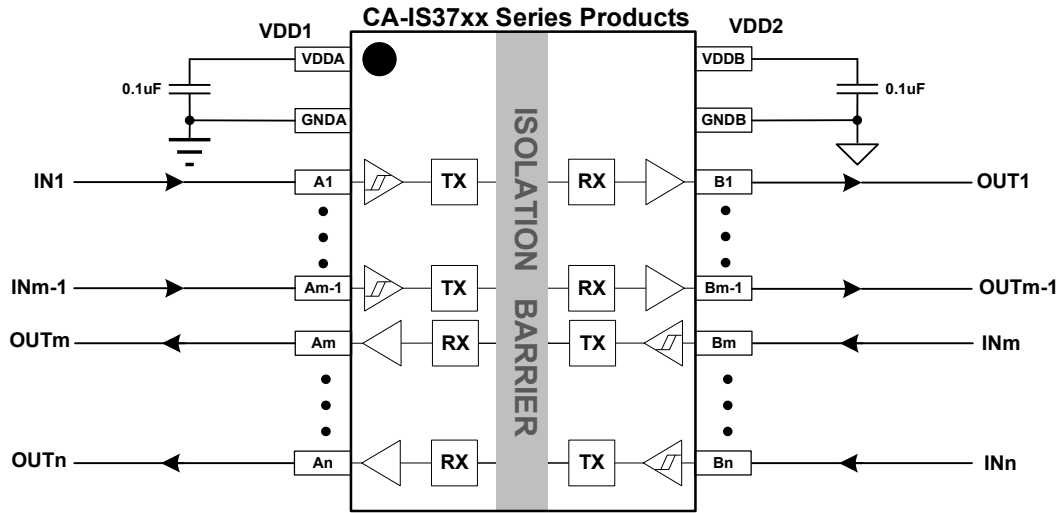 CA-IS37xx Series Products
VDD1
VDD2
VDDA
VDDB
0.1uF
0.1uF
GNDA
GNDB
ISOLATION BARRIER
IN1
A1
TX
RX
B1
OUT1
INm-1
Am-1
TX
RX
Bm-1
OUTm-1
OUTm
Am
RX
TX
Bm
INm
OUTn
An
RX
TX
Bn
INn